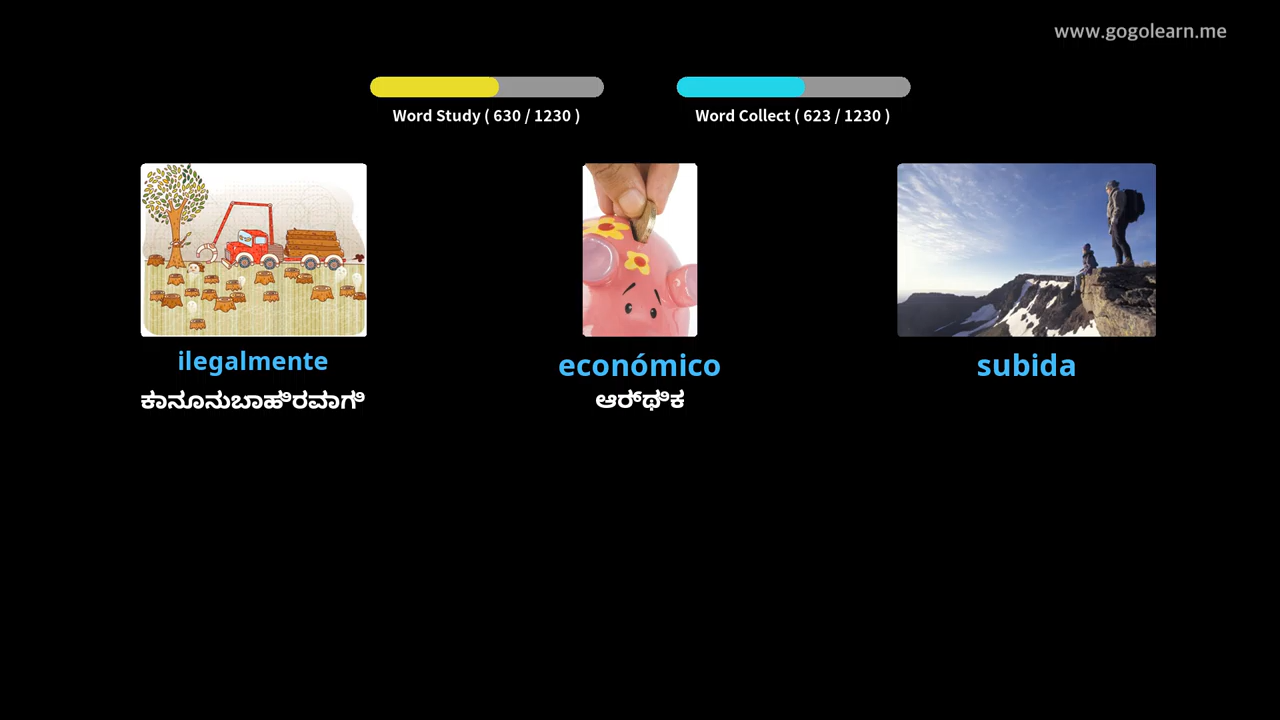 www.gogolearn.me
Word Study ( 630 / 1230 )
Word Collect ( 623 / 1230 )
ilegalmente
económico
subida
ಕಾನೂನುಬಾಹಿರವಾಗಿ
ಆರ್ಥಿಕ